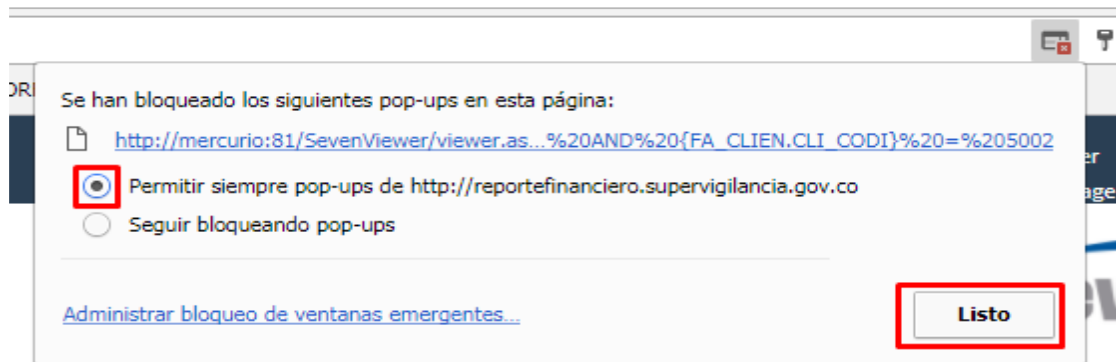 Se han bloqueado los siguientes pop-ups en esta página:
http://mercurio:81/SevenViewer/viewer.as...%20AND%20{FA_CLIEN.CLI_CODI}%20=%205002
Permitir siempre pop-ups de http://reportefinanciero.supervigilancia.gov.co
Seguir bloqueando pop-ups
Administrar bloqueo de ventanas emergentes...
Listo